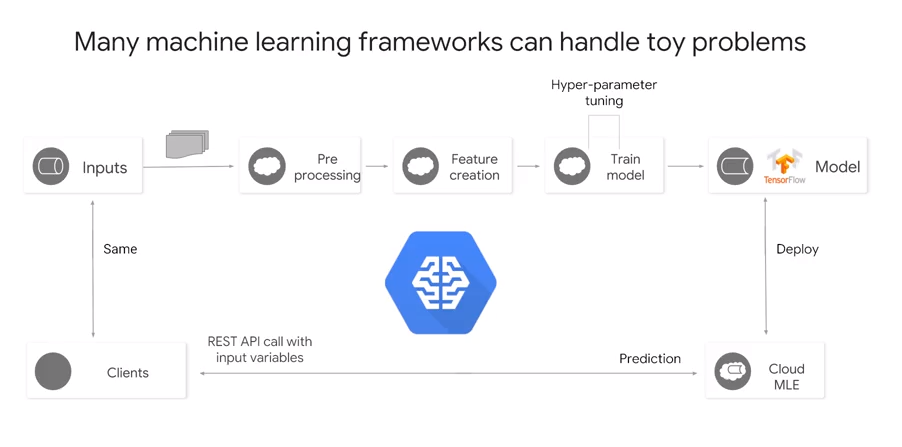 Many machine learning frameworks can handle toy problems
Hyper-parameter
tuning
Inputs
Pre
processing
Feature
creation
Train
model
TensorFlow
Model
Same
Deploy
REST API call with
input variables
Prediction
Clients
Cloud
MLE